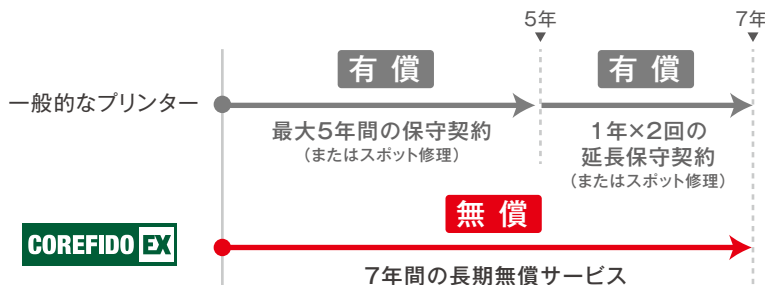 5年
7年
有償
有償
一般的なプリンター
最大5年間の保守契約
(またはスポット修理)
1年×2回の
延長保守契約
(またはスポット修理)
無償
COREFIDO EX
7年間の長期無償サービス